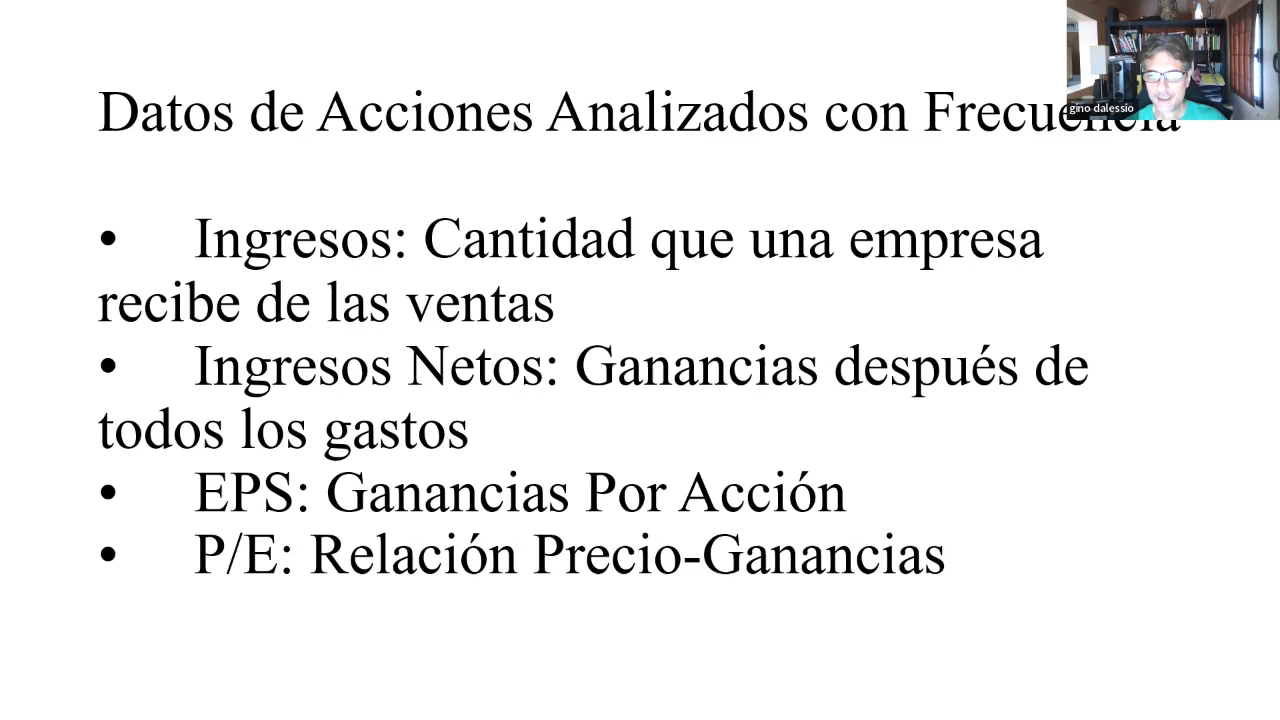 Datos de Acciones Analizados con Frecuencia
gino dalessio
• Ingresos: Cantidad que una empresa
recibe de las ventas
• Ingresos Netos: Ganancias después de
todos los gastos
• EPS: Ganancias Por Acción
• P/E: Relación Precio-Ganancias